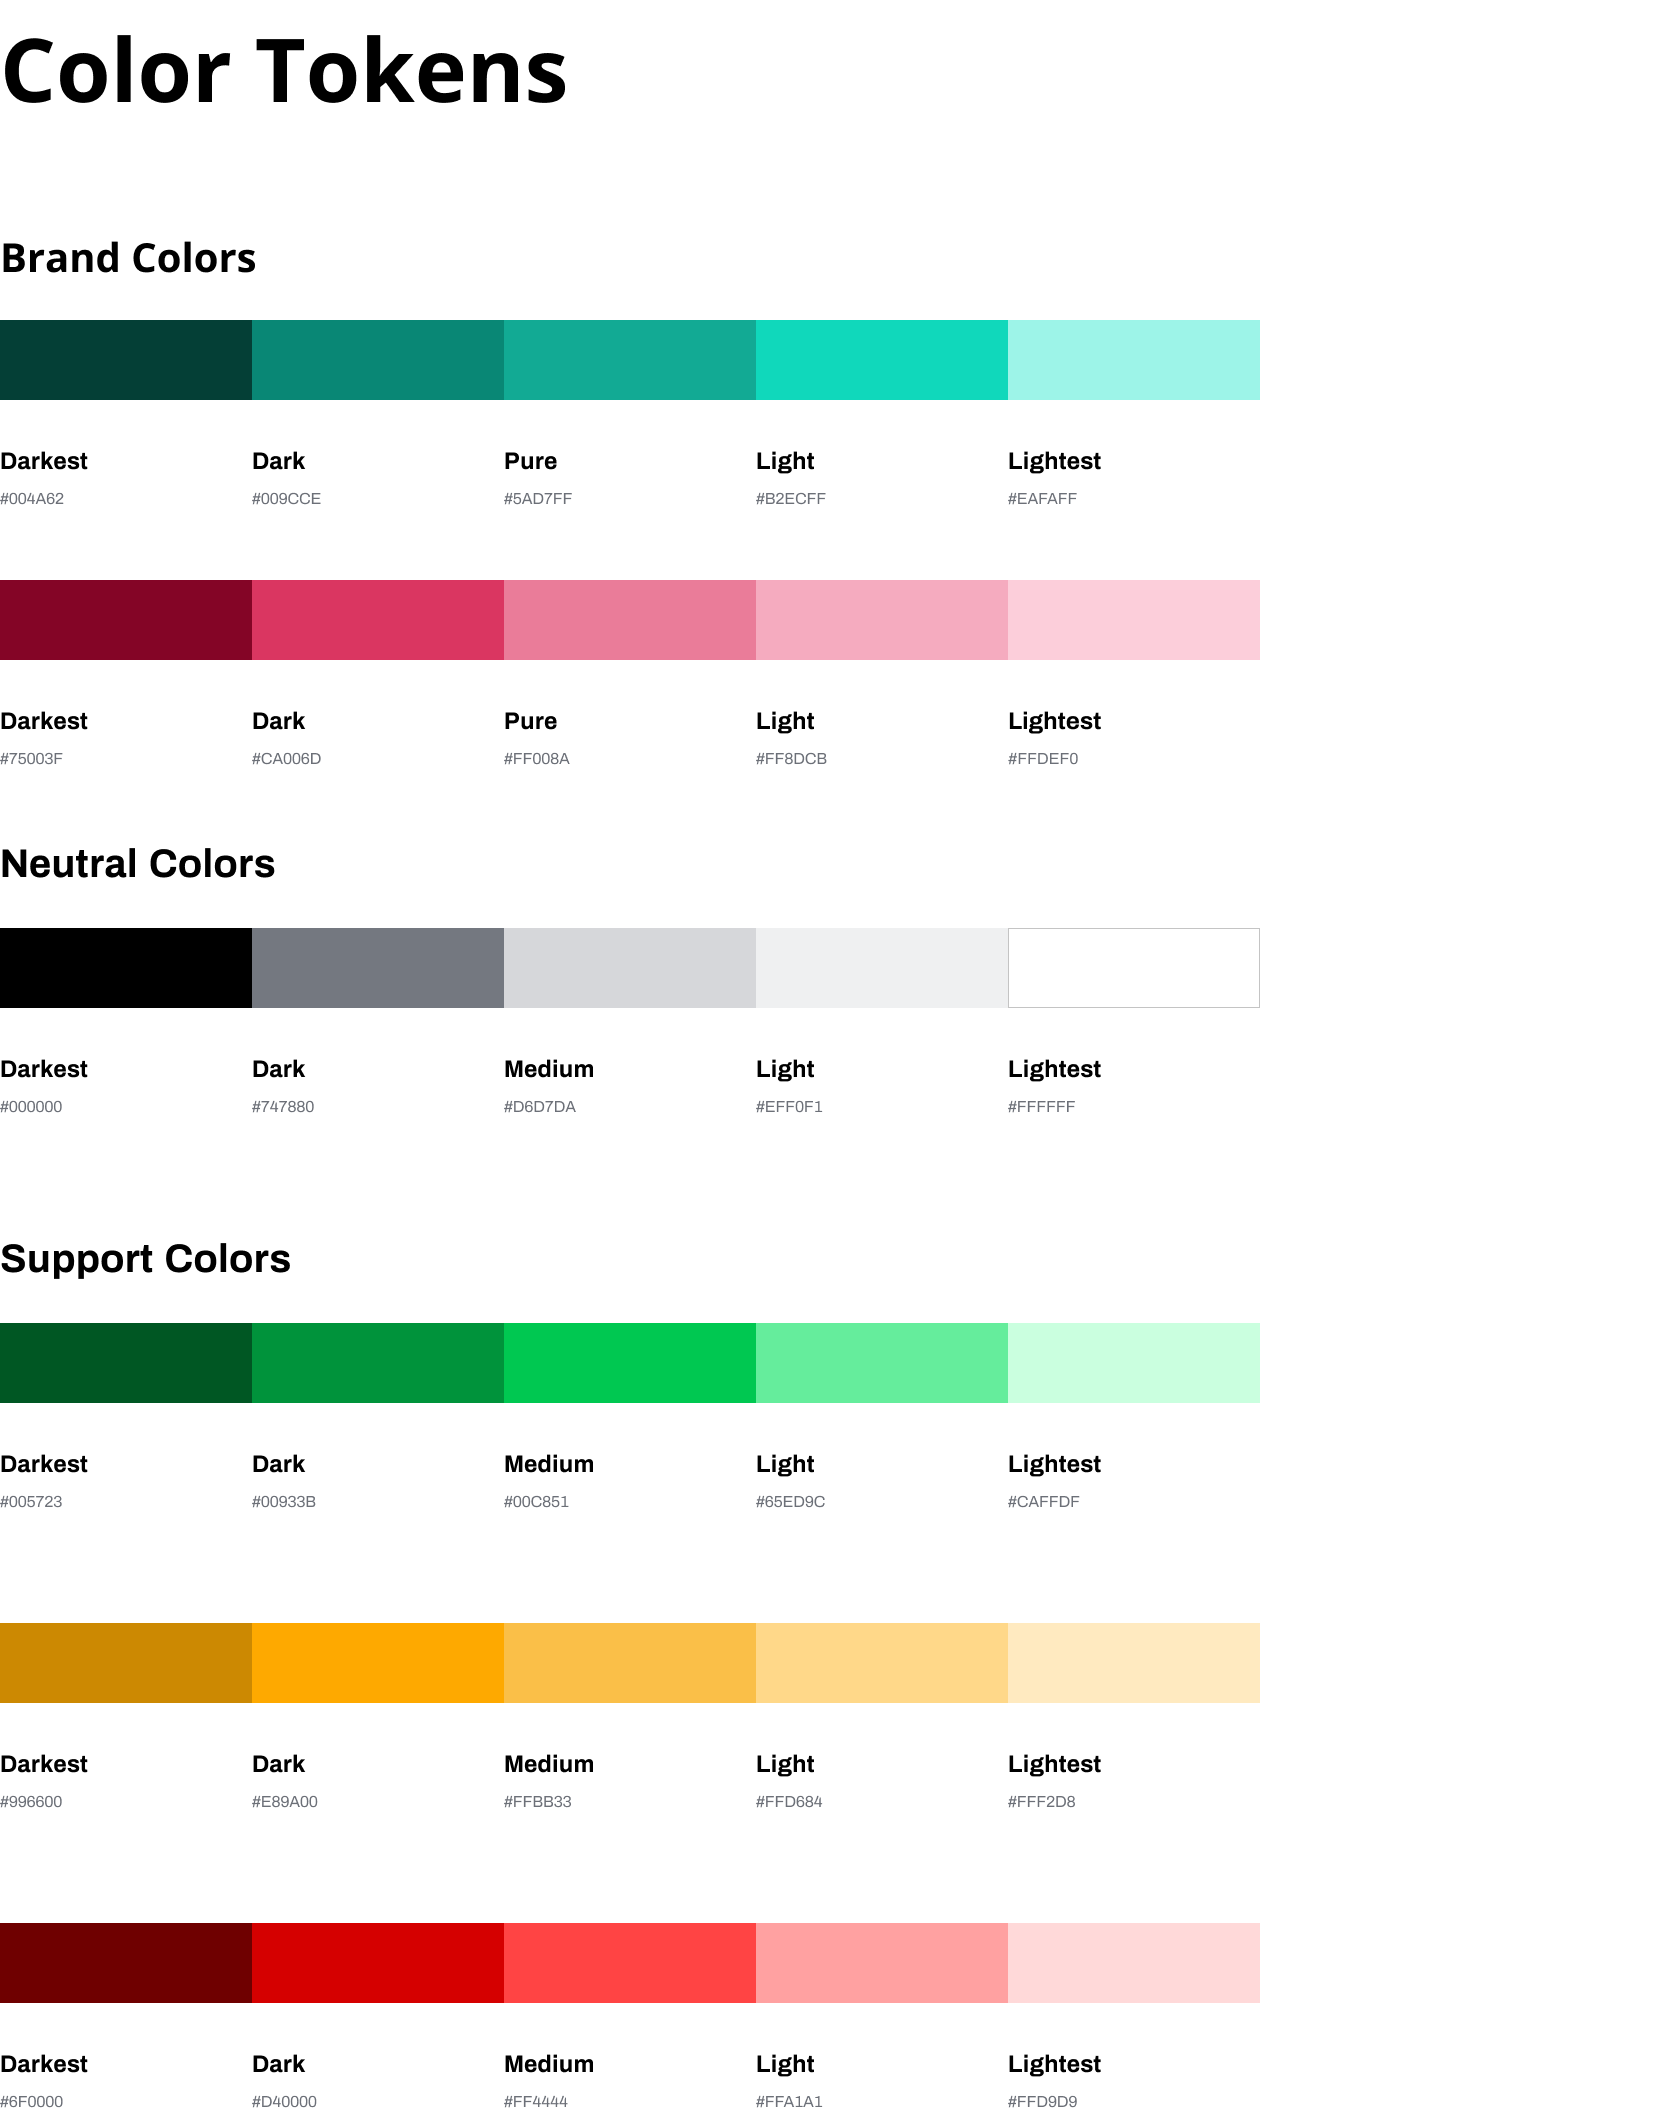 Color Tokens
Brand Colors
Darkest Dark Pure Light Lightest
#004A62 #009CCE #5AD7FF #B2ECFF #EAFAFF
Darkest Dark Pure Light Lightest
#75003F #CA006D #FF008A #FF8DCB #FFDEF0
Neutral Colors
Darkest Dark Medium Light Lightest
#000000 #747880 #D6D7DA #EFF0F1 #FFFFFF
Support Colors
Darkest Dark Medium Light Lightest
#005723 #00933B #00C851 #65ED9C #CAFFDF
Darkest Dark Medium Light Lightest
#996600 #E89A00 #FFBB33 #FFD684 #FFF2D8
Darkest Dark Medium Light Lightest
#6F0000 #D40000 #FF4444 #FFA1A1 #FFD9D9